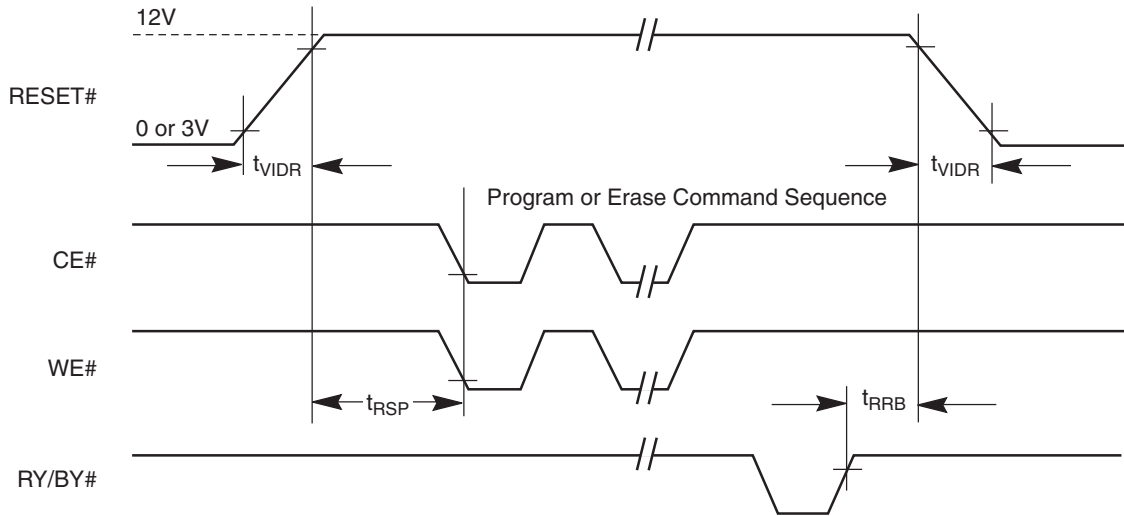 12V
RESET#
0 or 3V
tVIDR
tVIDR
Program or Erase Command Sequence
CE#
WE#
tRSP
tRRB
RY/BY#